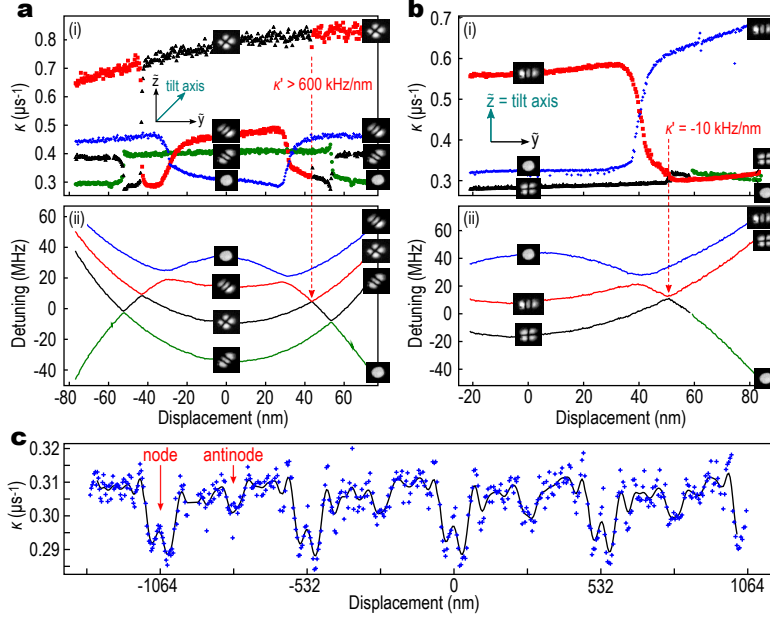 a
(i)
0.8
0.7
0.6
0.5
0.4
0.3
κ (μs⁻¹)
z̃
tilt axis
ỹ
κ' > 600 kHz/nm
(ii)
60
40
20
0
-20
-40
Detuning (MHz)
-80 -60 -40 -20 0 20 40 60
Displacement (nm)
b
(i)
0.7
0.6
0.5
0.4
0.3
κ (μs⁻¹)
z̃ = tilt axis
ỹ
κ' = -10 kHz/nm
(ii)
60
40
20
0
-20
-40
Detuning (MHz)
-20 0 20 40 60 80
Displacement (nm)
c
0.32
0.31
0.30
0.29
κ (μs⁻¹)
node
antinode
-1064 -532 0 532 1064
Displacement (nm)